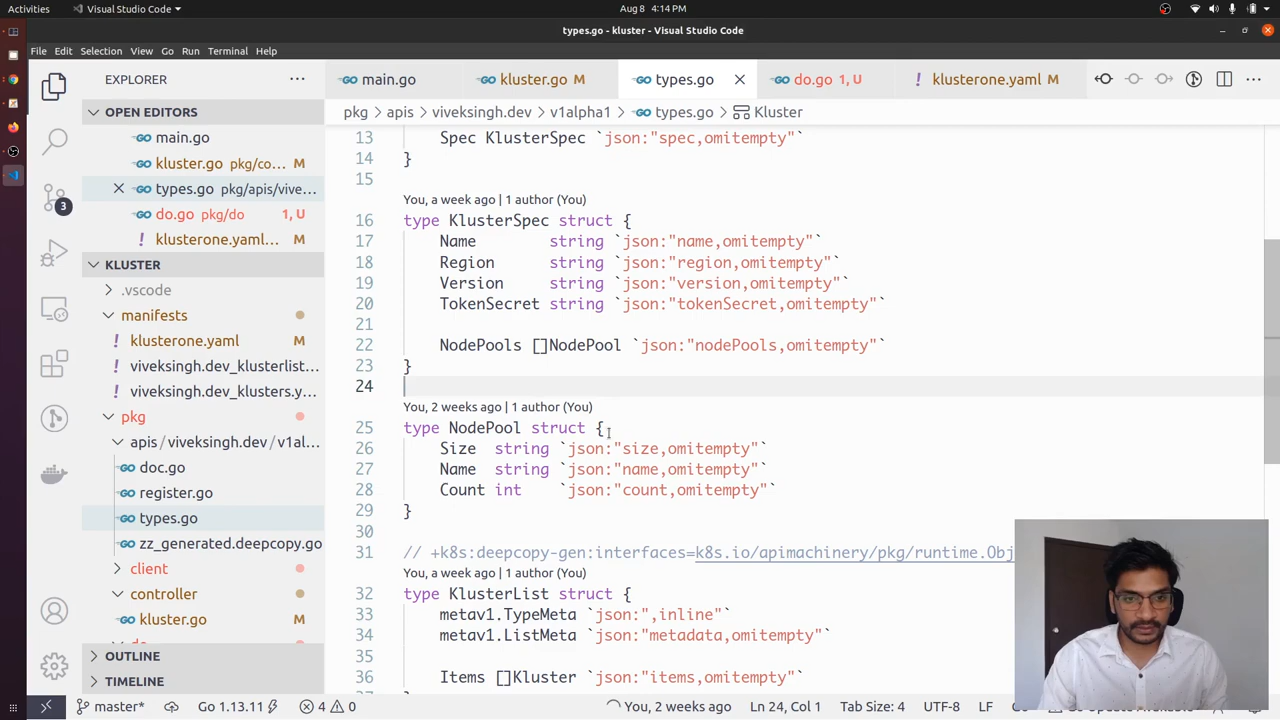 Activities
Visual Studio Code
Aug 8 4:14 PM
types.go - kluster - Visual Studio Code
File Edit Selection View Go Run Terminal Help
EXPLORER
OPEN EDITORS
main.go
kluster.go pkg/co... M
types.go pkg/apis/vive...
do.go pkg/do 1, U
klusterone.yaml... M
KLUSTER
.vscode
manifests
klusterone.yaml M
viveksingh.dev_klusterlist...
viveksingh.dev_klusters.y...
pkg
apis/viveksingh.dev/v1al...
doc.go
register.go
types.go
zz_generated.deepcopy.go
client
controller
kluster.go M
OUTLINE
TIMELINE
3
main.go
kluster.go M
types.go
do.go 1, U
klusterone.yaml M
pkg > apis > viveksingh.dev > v1alpha1 > types.go > Kluster
13 Spec KlusterSpec `json:"spec,omitempty"`
14 }
15
You, a week ago | 1 author (You)
16 type KlusterSpec struct {
17 Name string `json:"name,omitempty"`
18 Region string `json:"region,omitempty"`
19 Version string `json:"version,omitempty"`
20 TokenSecret string `json:"tokenSecret,omitempty"`
21
22 NodePools []NodePool `json:"nodePools,omitempty"`
23 }
24
You, 2 weeks ago | 1 author (You)
25 type NodePool struct {
26 Size string `json:"size,omitempty"`
27 Name string `json:"name,omitempty"`
28 Count int `json:"count,omitempty"`
29 }
30
31 // +k8s:deepcopy-gen:interfaces=k8s.io/apimachinery/pkg/runtime.Obj
You, a week ago | 1 author (You)
32 type KlusterList struct {
33 metav1.TypeMeta `json:",inline"`
34 metav1.ListMeta `json:"metadata,omitempty"`
35
36 Items []Kluster `json:"items,omitempty"`
37 }
master* Go 1.13.11 4 0 You, 2 weeks ago Ln 24, Col 1 Tab Size: 4 UTF-8 LF